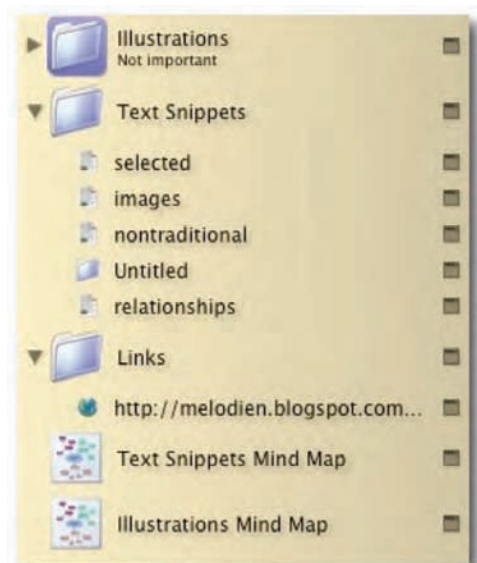 Illustrations
Not important
Text Snippets
selected
images
nontraditional
Untitled
relationships
Links
http://melodien.blogspot.com...
Text Snippets Mind Map
Illustrations Mind Map